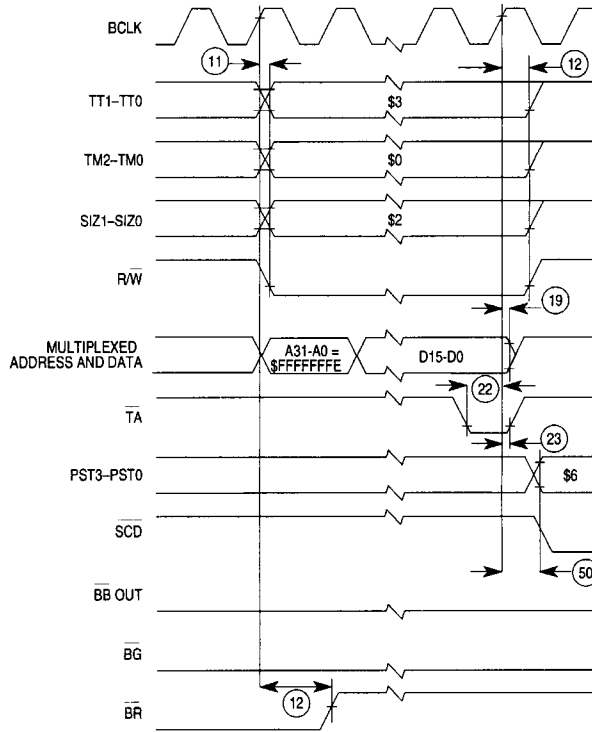 BCLK
11
12
TT1–TT0
$3
TM2–TM0
$0
SIZ1–SIZ0
$2
R/W
19
MULTIPLEXED
ADDRESS AND DATA
A31-A0 =
$FFFFFFFE
D15-D0
22
TA
23
PST3–PST0
$6
SCD
50
BB OUT
BG
12
BR